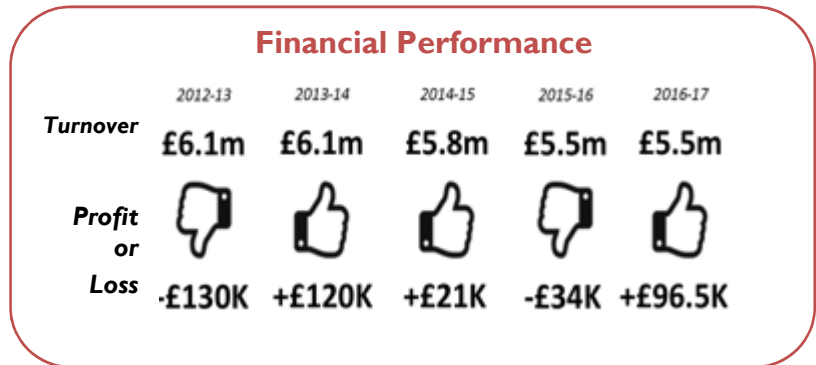 Financial Performance
2012-13 2013-14 2014-15 2015-16 2016-17
Turnover £6.1m £6.1m £5.8m £5.5m £5.5m
Profit
or
Loss -£130K +£120K +£21K -£34K +£96.5K